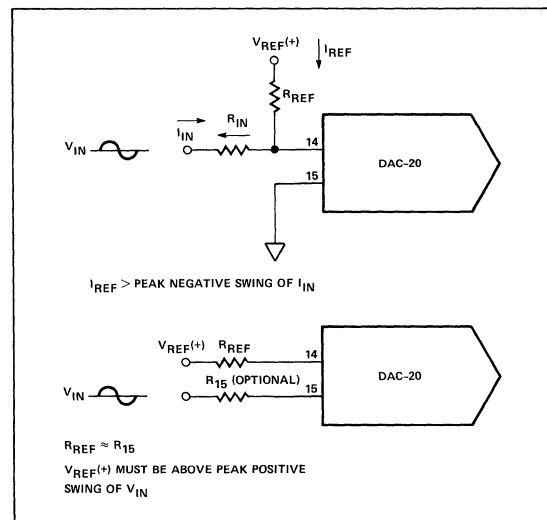 VREF(+)
IREF
RREF
RIN
IIN
VIN
14
DAC-20
15
IREF > PEAK NEGATIVE SWING OF IIN
VREF(+)
RREF
14
DAC-20
VIN
R15 (OPTIONAL)
15
RREF ≈ R15
VREF(+) MUST BE ABOVE PEAK POSITIVE
SWING OF VIN